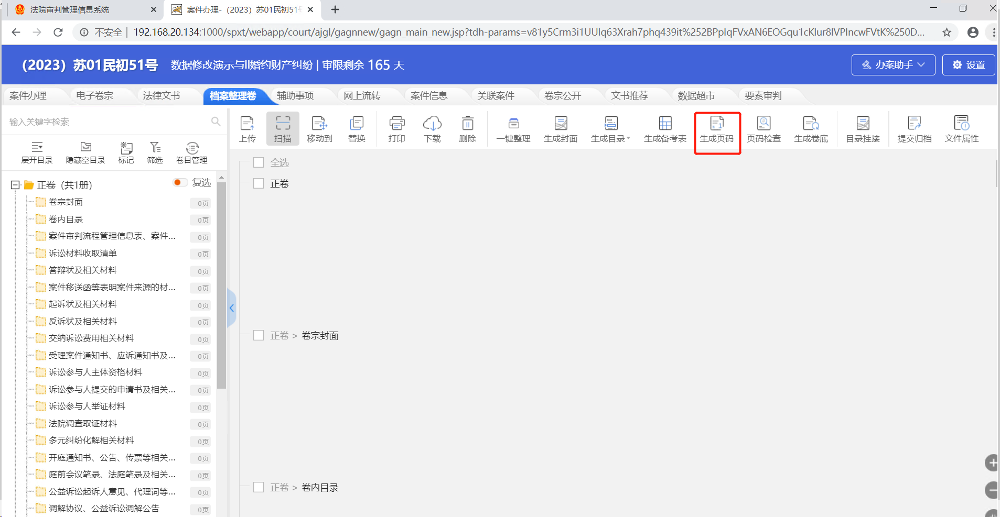 法院审判管理信息系统
案件办理-（2023）苏01民初51
不安全 | 192.168.20.134:1000/spxt/webapp/court/ajgl/gagnnew/gagn_main_new.jsp?tdh-params=v81y5Crm3i1UUIq63Xrah7phq439it%252BPpIqFVxAN6EOGqu1cKlur8lVPIncwFVtK%250D...
（2023）苏01民初51号 数据修改演示与II婚约财产纠纷 | 审限剩余 165 天
办案助手 设置
案件办理 电子卷宗 法律文书 档案整理卷 辅助事项 网上流转 案件信息 关联案件 卷宗公开 文书推荐 数据超市 要素审判
输入关键字检索
上传 扫描 移动到 替换 打印 下载 删除 一键整理 生成封面 生成目录 生成备考表 生成页码 页码检查 生成卷底 目录挂接 提交归档 文件属性
展开目录 隐藏空目录 标记 筛选 卷目管理
正卷（共1册） 复选
卷宗封面 0页
卷内目录 0页
案件审判流程管理信息表、案件... 0页
诉讼材料收取清单 0页
答辩状及相关材料 0页
案件移送函等表明案件来源的材... 0页
起诉状及相关材料 0页
反诉状及相关材料 0页
交纳诉讼费用相关材料 0页
受理案件通知书、应诉通知书及... 0页
诉讼参与人主体资格材料 0页
诉讼参与人提交的申请书及相关... 0页
诉讼参与人举证材料 0页
法院调查取证材料 0页
多元纠纷化解相关材料 0页
开庭通知书、公告、传票等相关... 0页
庭前会议笔录、法庭笔录及相关... 0页
公益诉讼起诉人意见、代理词等... 0页
调解协议、公益诉讼调解公告 0页
全选
正卷
正卷 > 卷宗封面
正卷 > 卷内目录